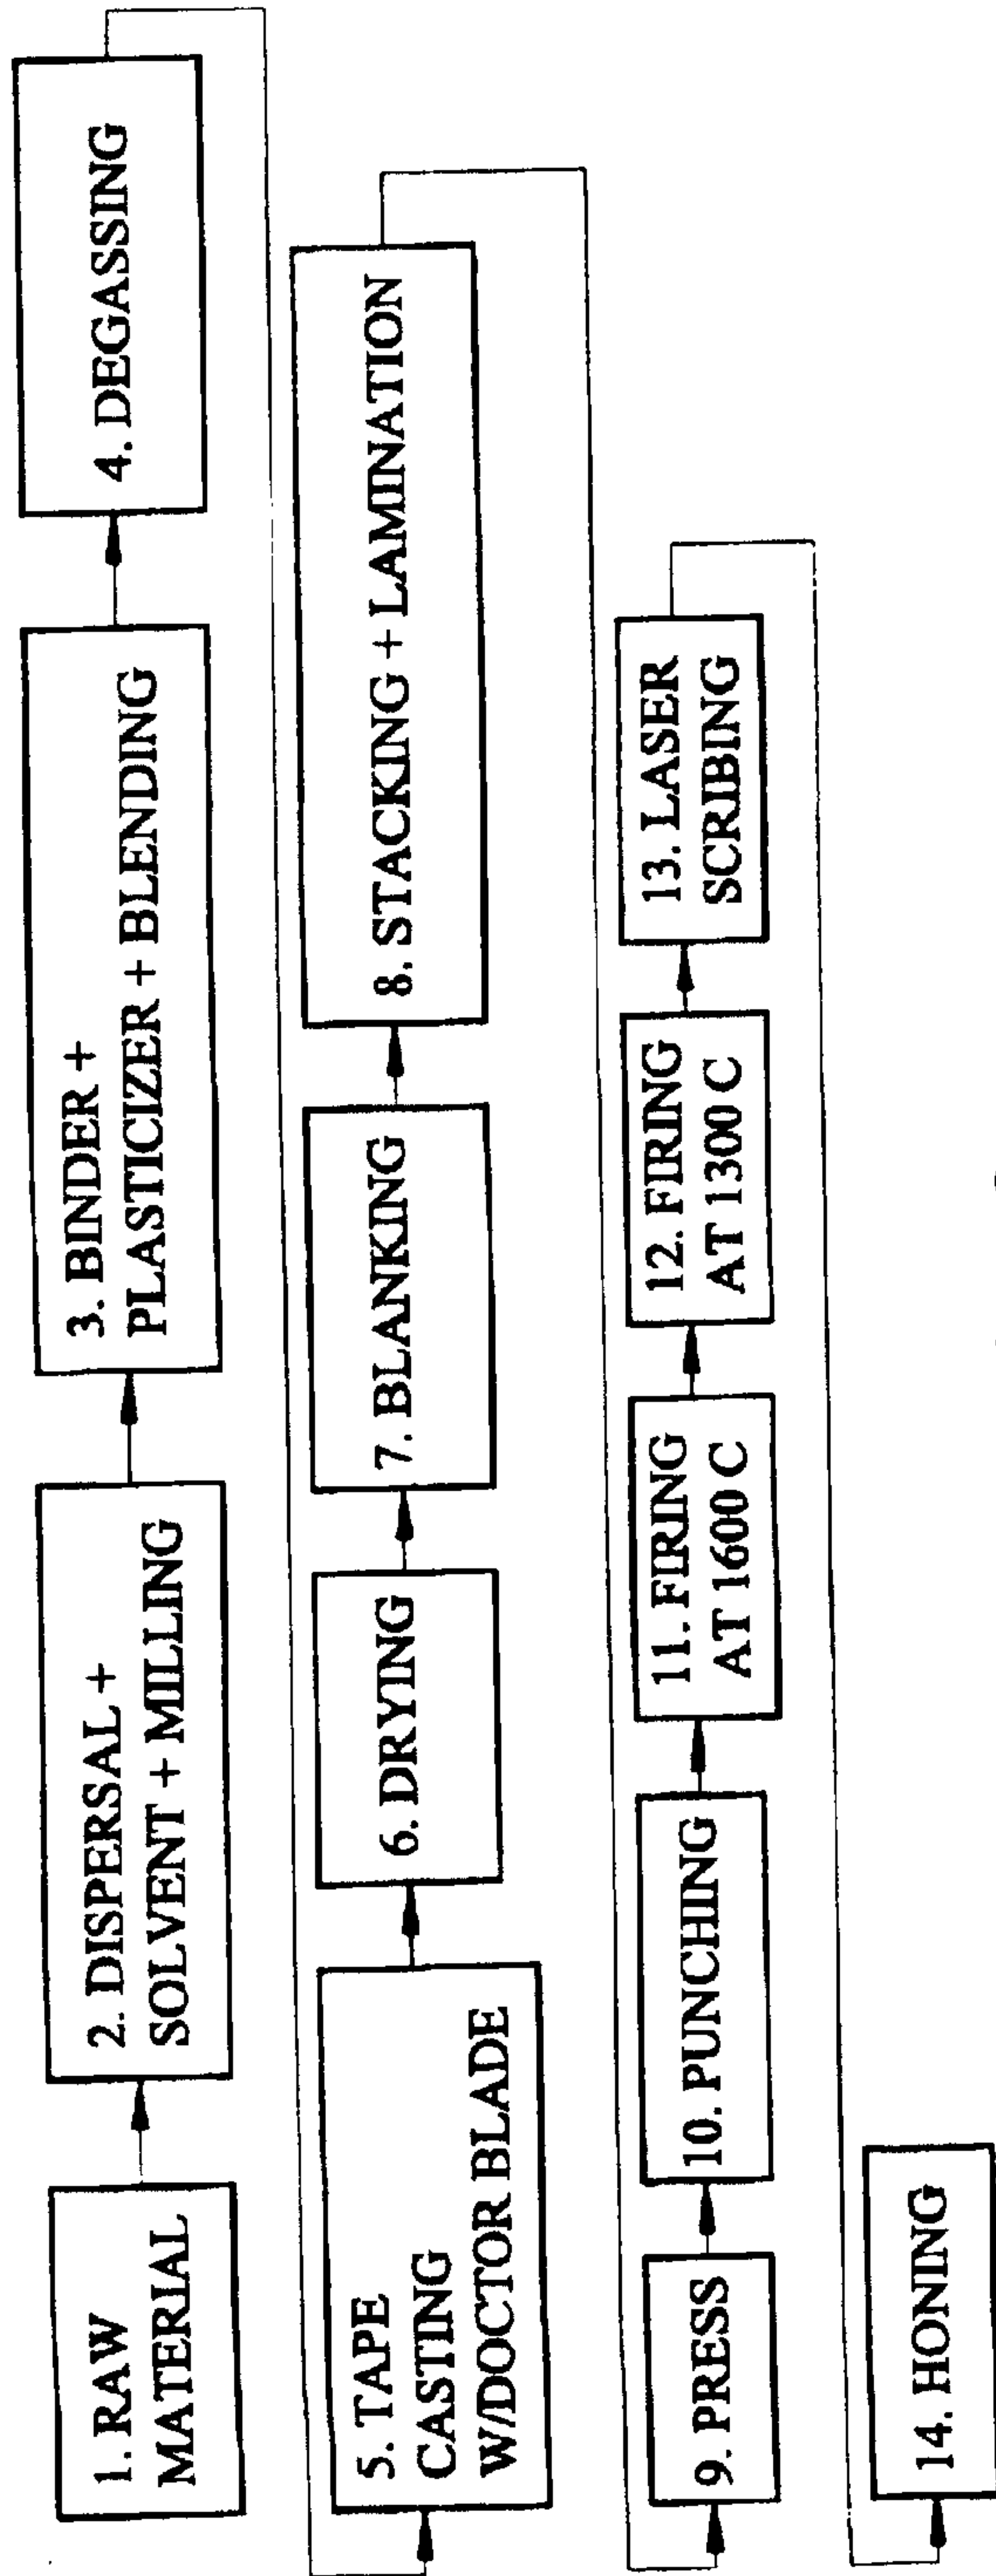 1. RAW
MATERIAL
2. DISPERSAL +
SOLVENT + MILLING
3. BINDER +
PLASTICIZER + BLENDING
4. DEGASSING
5. TAPE
CASTING
W/DOCTOR BLADE
6. DRYING
7. BLANKING
8. STACKING + LAMINATION
9. PRESS
10. PUNCHING
11. FIRING
AT 1600 C
12. FIRING
AT 1300 C
13. LASER
SCRIBING
14. HONING